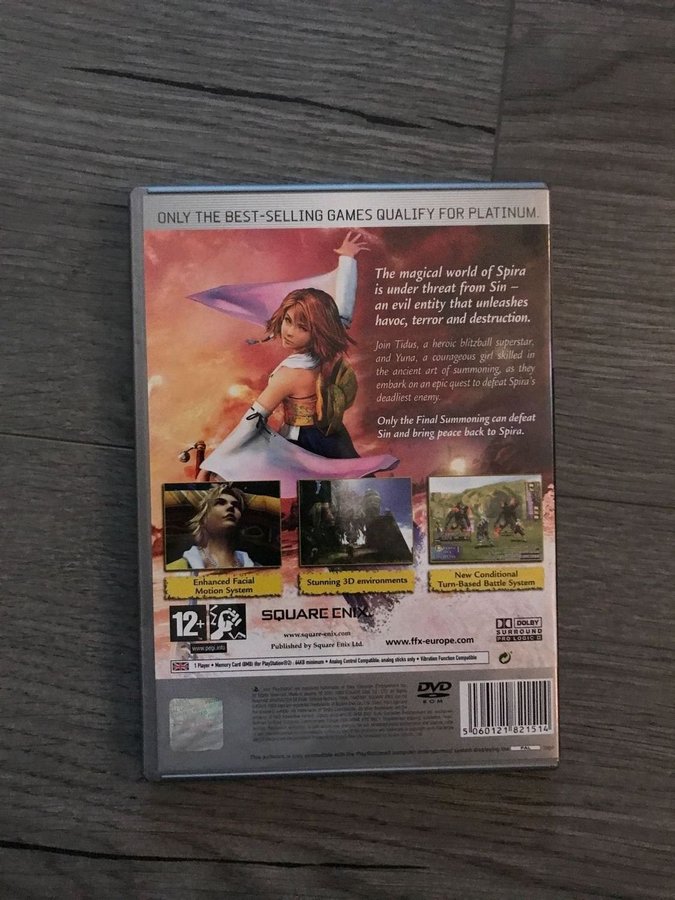 ONLY THE BEST-SELLING GAMES QUALIFY FOR PLATINUM.
The magical world of Spira
is under threat from Sin –
an evil entity that unleashes
havoc, terror and destruction.
Join Tidus, a heroic blitzball superstar,
and Yuna, a courageous girl skilled in
the ancient art of summoning, as they
embark on an epic quest to defeat Spira's
deadliest enemy.
Only the Final Summoning can defeat
Sin and bring peace back to Spira.
Enhanced Facial
Motion System
Stunning 3D environments
New Conditional
Turn-Based Battle System
12+
www.pegi.info
SQUARE ENIX
www.square-enix.com
Published by Square Enix Ltd.
www.ffx-europe.com
DOLBY
SURROUND
PRO LOGIC II
1 Player • Memory Card (8MB) (for PlayStation®2) : 64KB minimum • Analog Control Compatible: analog sticks only • Vibration Function Compatible
DVD
ROM
5 060121 821514
PAL